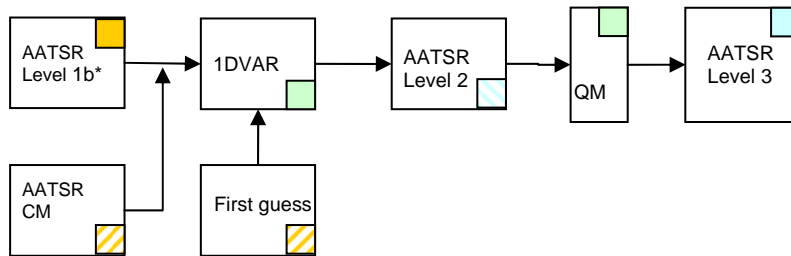 AATSR
Level 1b*
1DVAR
AATSR
Level 2
QM
AATSR
Level 3
AATSR
CM
First guess